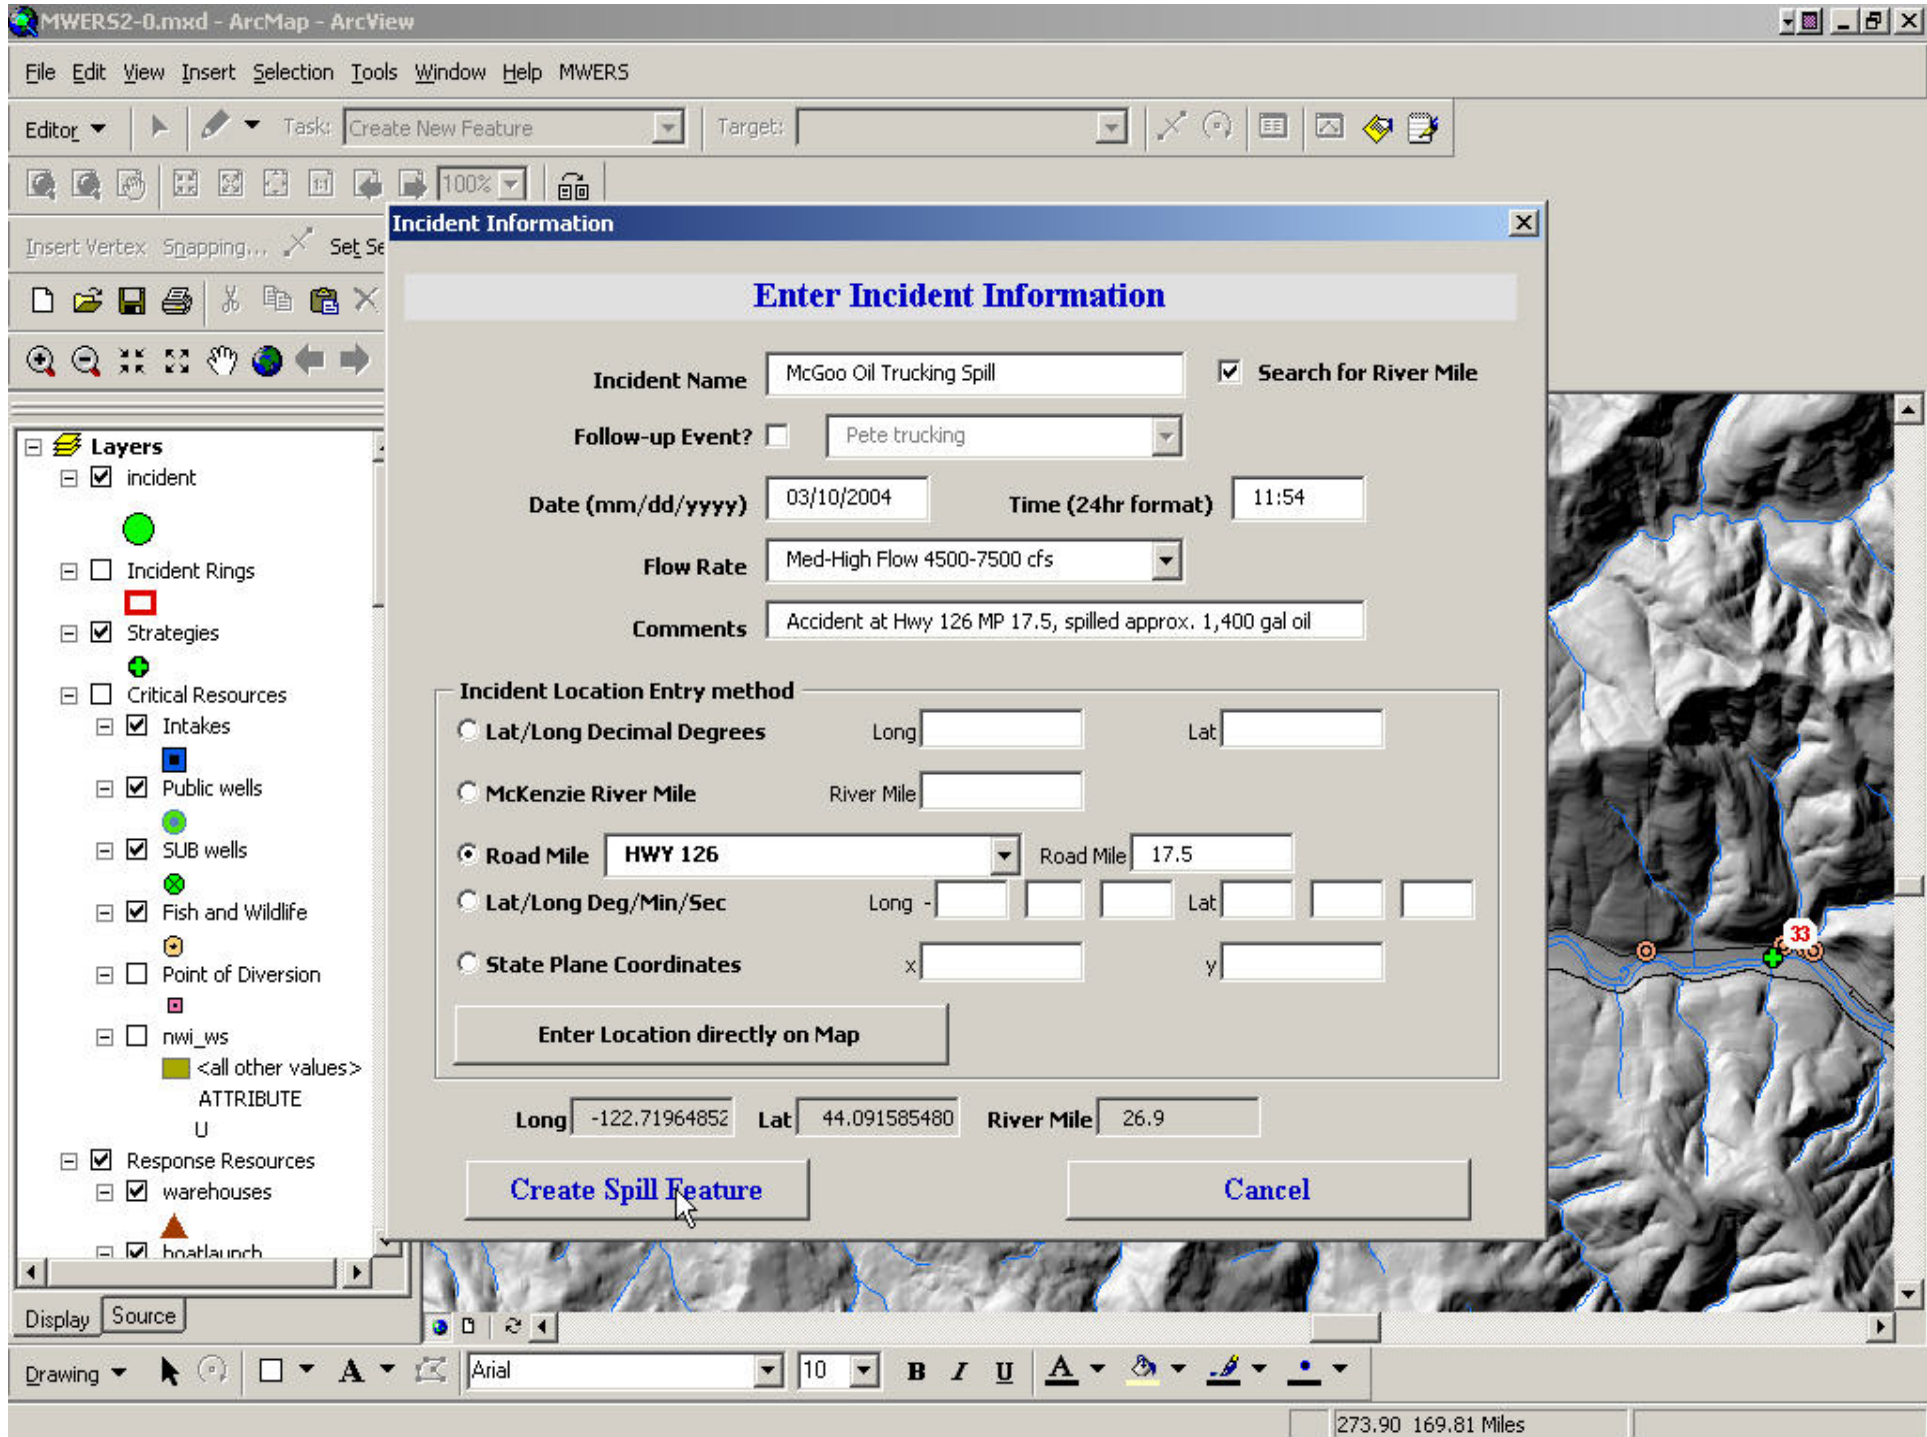 MWERS2-0.mxd - ArcMap - ArcView
File Edit View Insert Selection Tools Window Help MWERS
Editor Task: Create New Feature Target:
1:1 100%
Insert Vertex Snapping... Set Se
Incident Information
Enter Incident Information
Incident Name McGoo Oil Trucking Spill Search for River Mile
Follow-up Event? Pete trucking
Date (mm/dd/yyyy) 03/10/2004 Time (24hr format) 11:54
Flow Rate Med-High Flow 4500-7500 cfs
Comments Accident at Hwy 126 MP 17.5, spilled approx. 1,400 gal oil
Incident Location Entry method
Lat/Long Decimal Degrees Long Lat
McKenzie River Mile River Mile
Road Mile HWY 126 Road Mile 17.5
Lat/Long Deg/Min/Sec Long - Lat
State Plane Coordinates x y
Enter Location directly on Map
Long -122.71964852 Lat 44.091585480 River Mile 26.9
Create Spill Feature Cancel
Layers
incident
Incident Rings
Strategies
Critical Resources
Intakes
Public wells
SUB wells
Fish and Wildlife
Point of Diversion
nwi_ws
<all other values>
ATTRIBUTE
U
Response Resources
warehouses
boatlaunch
33
Display Source
Drawing A Arial 10 B I U A
273.90 169.81 Miles